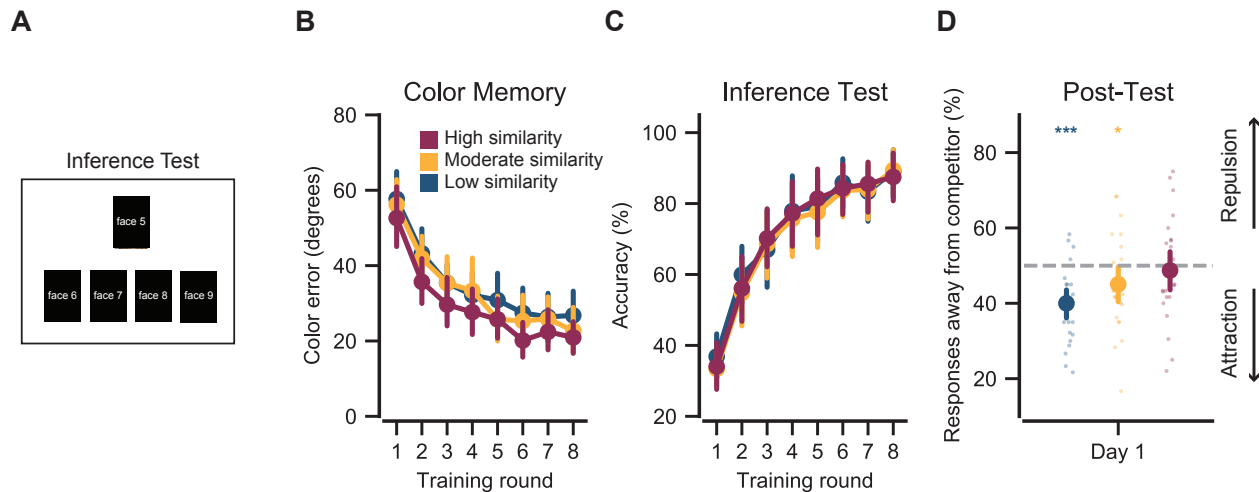 A
Inference Test
face 5
face 6
face 7
face 8
face 9
B
Color Memory
Color error (degrees)
80
60
40
20
0
High similarity
Moderate similarity
Low similarity
1 2 3 4 5 6 7 8
Training round
C
Inference Test
Accuracy (%)
100
80
60
40
20
1 2 3 4 5 6 7 8
Training round
D
Post-Test
Responses away from competitor (%)
80
60
40
20
***
*
Day 1
Repulsion
Attraction